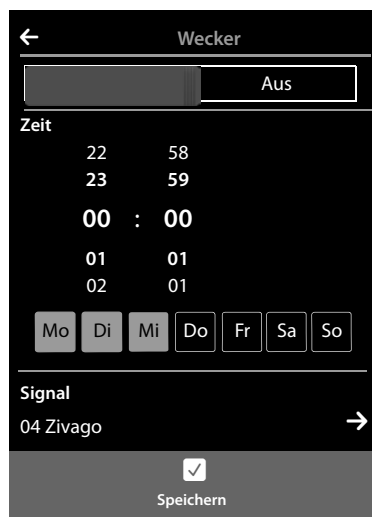 Wecker
Aus
Zeit
22 58
23 59
00 : 00
01 01
02 01
Mo Di Mi Do Fr Sa So
Signal
04 Zivago
Speichern